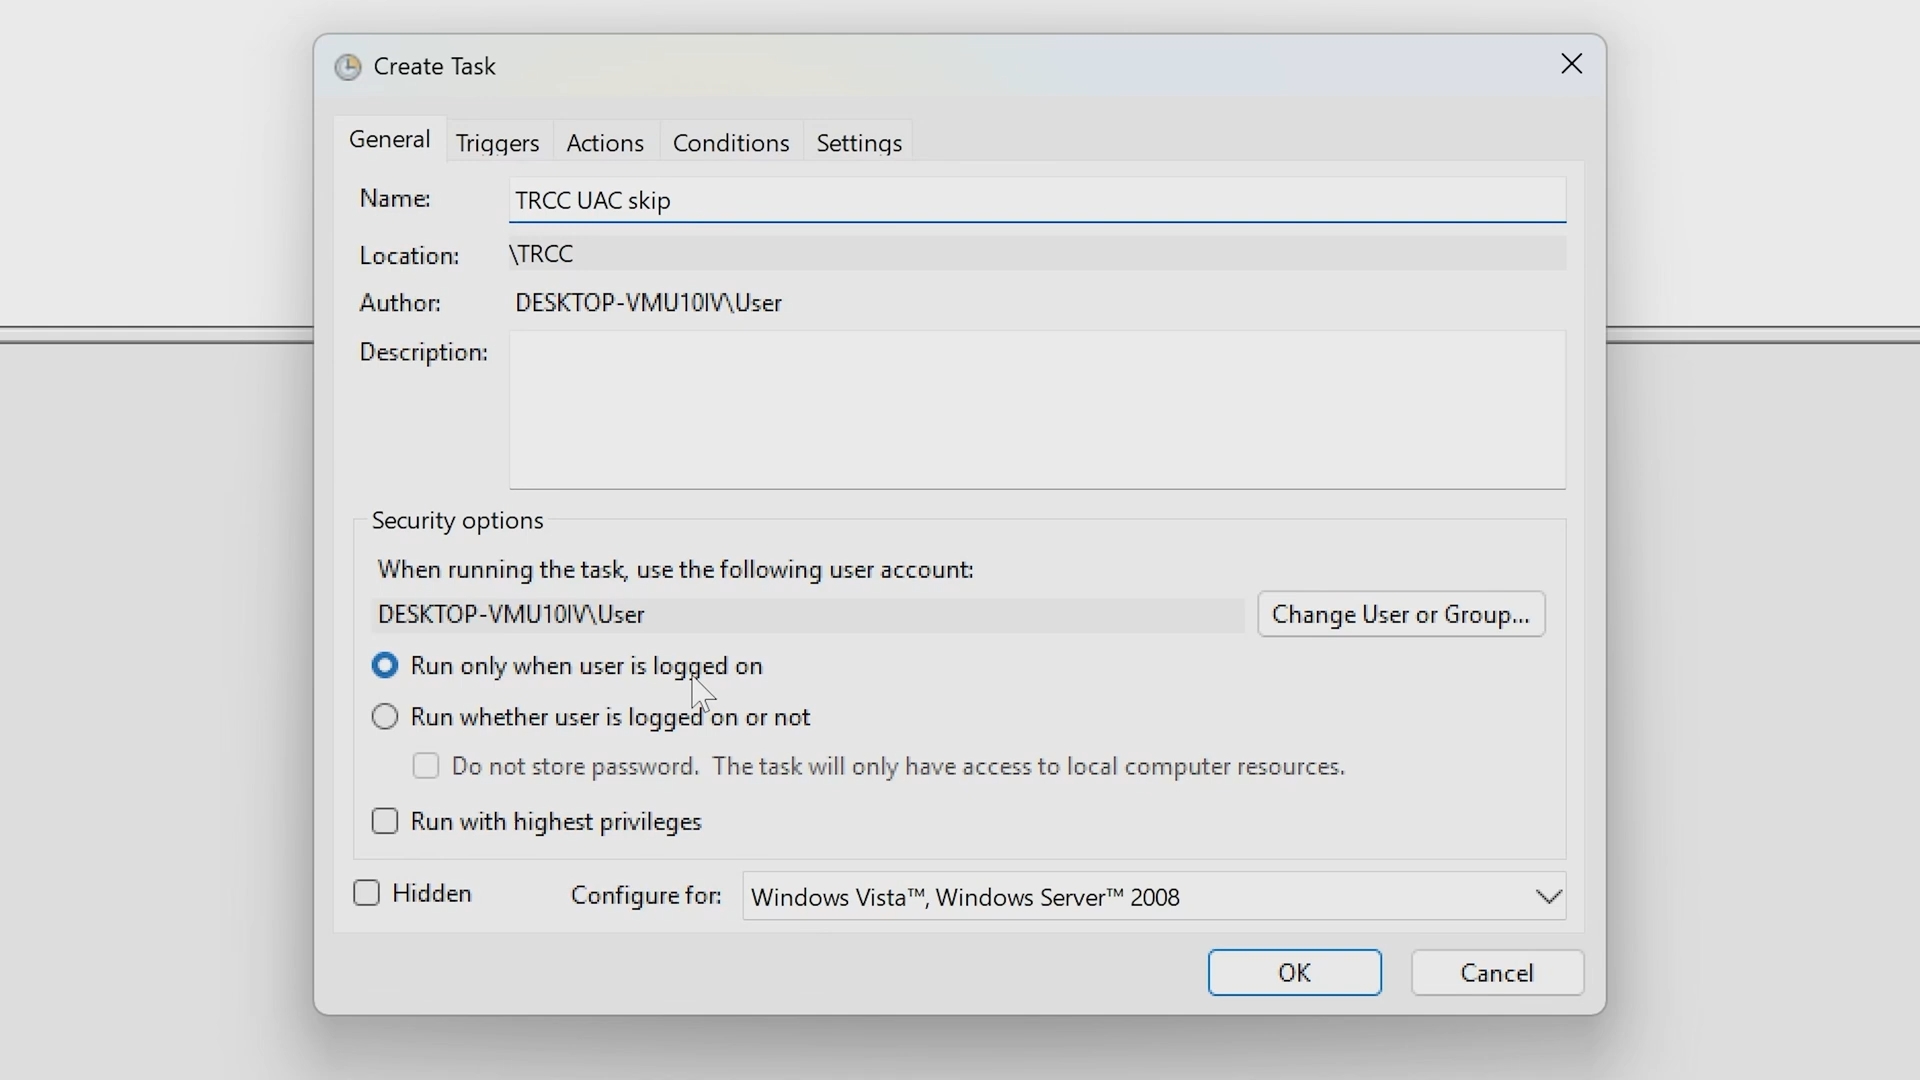 Create Task
General Triggers Actions Conditions Settings
Name: TRCC UAC skip
Location: \TRCC
Author: DESKTOP-VMU10IV\User
Description:
Security options
When running the task, use the following user account:
DESKTOP-VMU10IV\User Change User or Group...
Run only when user is logged on
Run whether user is logged on or not
Do not store password. The task will only have access to local computer resources.
Run with highest privileges
Hidden Configure for: Windows Vista™, Windows Server™ 2008
OK Cancel